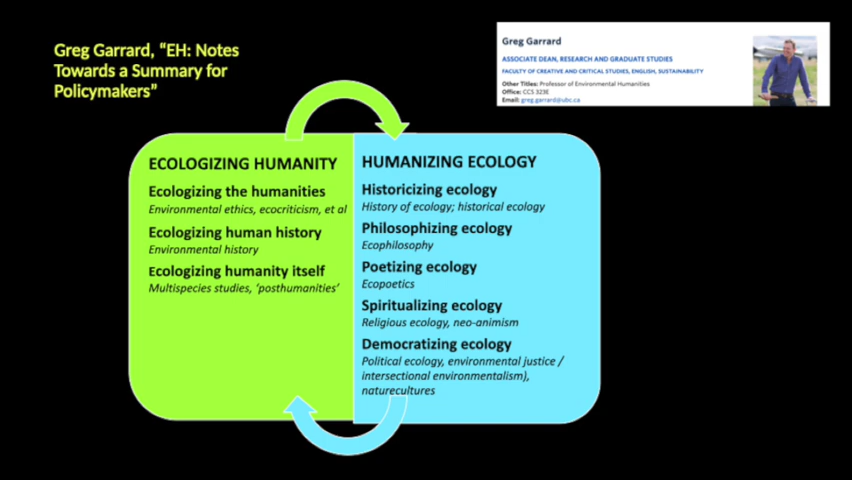 Greg Garrard, “EH: Notes
Towards a Summary for
Policymakers”
Greg Garrard
ASSOCIATE DEAN, RESEARCH AND GRADUATE STUDIES
FACULTY OF CREATIVE AND CRITICAL STUDIES, ENGLISH, SUSTAINABILITY
Other Titles: Professor of Environmental Humanities
Office: CCS 323E
Email: greg.garrard@ubc.ca
ECOLOGIZING HUMANITY
Ecologizing the humanities
Environmental ethics, ecocriticism, et al
Ecologizing human history
Environmental history
Ecologizing humanity itself
Multispecies studies, ‘posthumanities’
HUMANIZING ECOLOGY
Historicizing ecology
History of ecology; historical ecology
Philosophizing ecology
Ecophilosophy
Poetizing ecology
Ecopoetics
Spiritualizing ecology
Religious ecology, neo-animism
Democratizing ecology
Political ecology, environmental justice /
intersectional environmentalism),
naturecultures